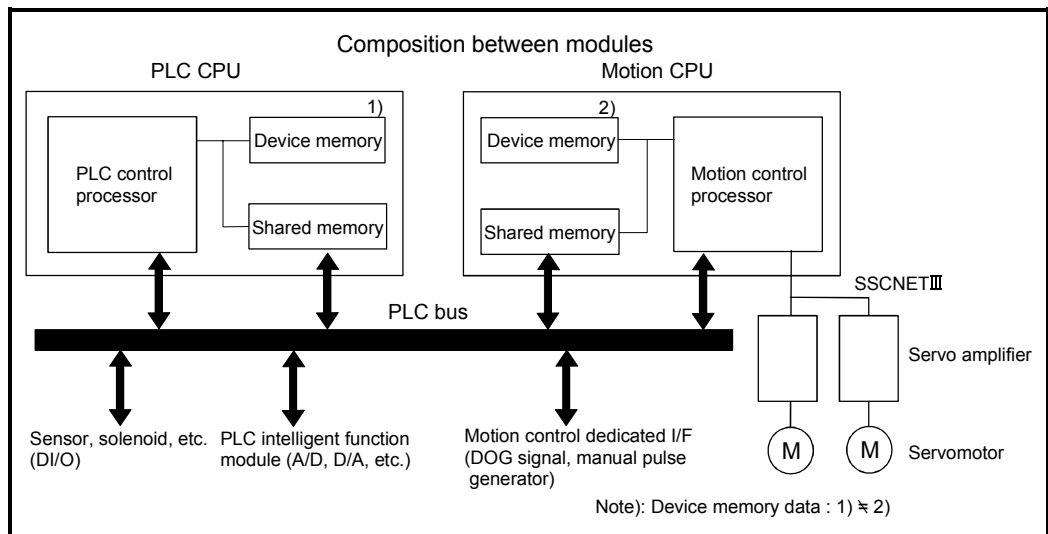 Composition between modules
PLC CPU
Motion CPU
1)
2)
Device memory
Device memory
PLC control
processor
Motion control
processor
Shared memory
Shared memory
SSCNETⅢ
PLC bus
Servo amplifier
Sensor, solenoid, etc.
(DI/O)
PLC intelligent function
module (A/D, D/A, etc.)
Motion control dedicated I/F
(DOG signal, manual pulse
generator)
M
M
Servomotor
Note): Device memory data : 1) ≒ 2)